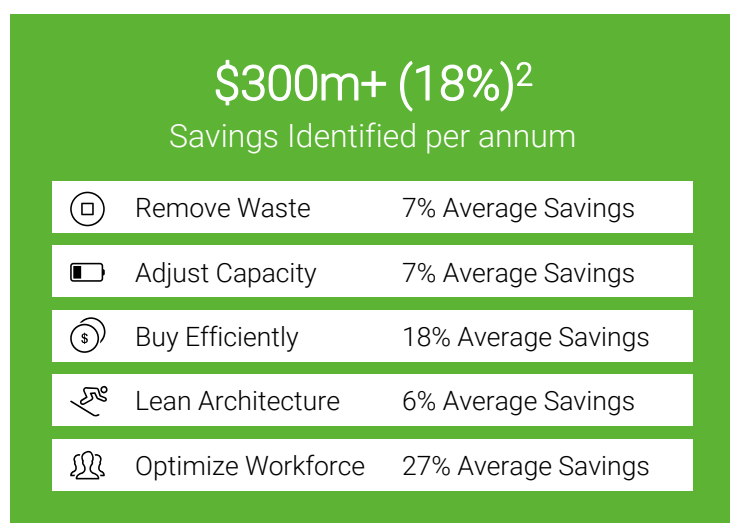 $300m+ (18%)²
Savings Identified per annum
Remove Waste 7% Average Savings
Adjust Capacity 7% Average Savings
$ Buy Efficiently 18% Average Savings
Lean Architecture 6% Average Savings
Optimize Workforce 27% Average Savings